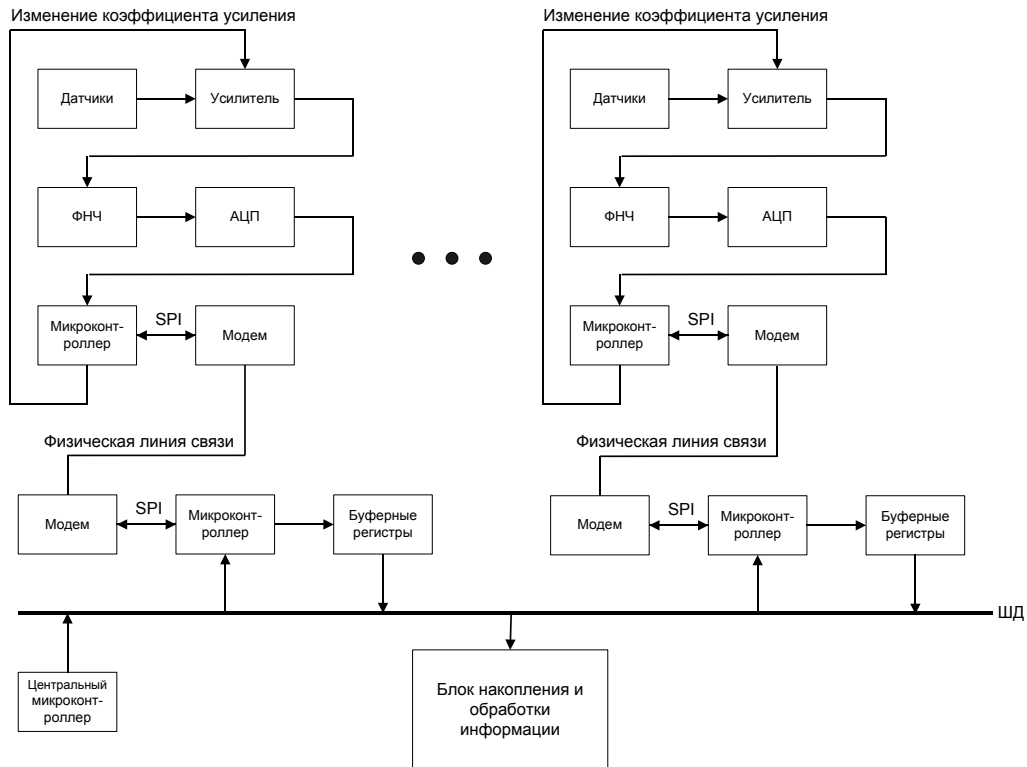 Изменение коэффициента усиления
Изменение коэффициента усиления
Датчики
Усилитель
Датчики
Усилитель
ФНЧ
АЦП
ФНЧ
АЦП
Микроконт-
роллер
SPI
Модем
Микроконт-
роллер
SPI
Модем
Физическая линия связи
Физическая линия связи
Модем
SPI
Микроконт-
роллер
Буферные
регистры
Модем
SPI
Микроконт-
роллер
Буферные
регистры
ШД
Центральный
микроконт-
роллер
Блок накопления и
обработки
информации